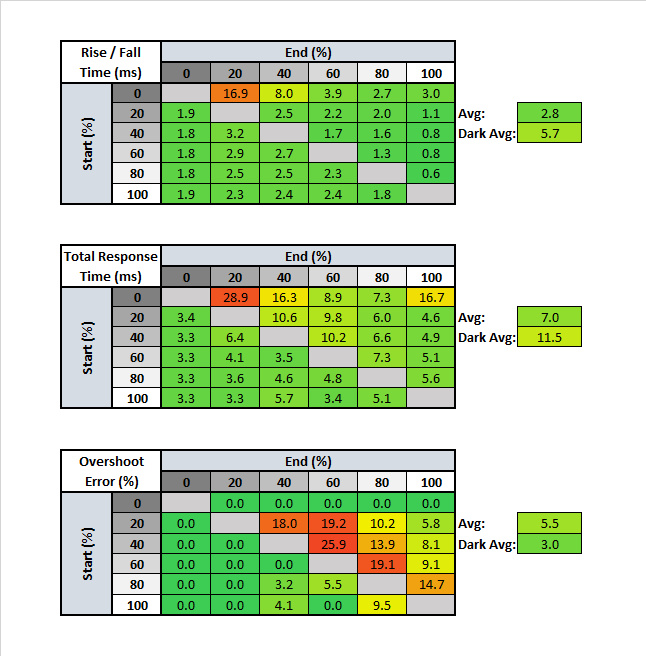 Rise / Fall Time (ms) End (%)
0 20 40 60 80 100
Start (%)
0 16.9 8.0 3.9 2.7 3.0
20 1.9 2.5 2.2 2.0 1.1 Avg: 2.8
40 1.8 3.2 1.7 1.6 0.8 Dark Avg: 5.7
60 1.8 2.9 2.7 1.3 0.8
80 1.8 2.5 2.5 2.3 0.6
100 1.9 2.3 2.4 2.4 1.8
Total Response Time (ms) End (%)
0 20 40 60 80 100
Start (%)
0 28.9 16.3 8.9 7.3 16.7
20 3.4 10.6 9.8 6.0 4.6 Avg: 7.0
40 3.3 6.4 10.2 6.6 4.9 Dark Avg: 11.5
60 3.3 4.1 3.5 7.3 5.1
80 3.3 3.6 4.6 4.8 5.6
100 3.3 3.3 5.7 3.4 5.1
Overshoot Error (%) End (%)
0 20 40 60 80 100
Start (%)
0 0.0 0.0 0.0 0.0 0.0
20 0.0 18.0 19.2 10.2 5.8 Avg: 5.5
40 0.0 0.0 25.9 13.9 8.1 Dark Avg: 3.0
60 0.0 0.0 0.0 19.1 9.1
80 0.0 0.0 3.2 5.5 14.7
100 0.0 0.0 4.1 0.0 9.5